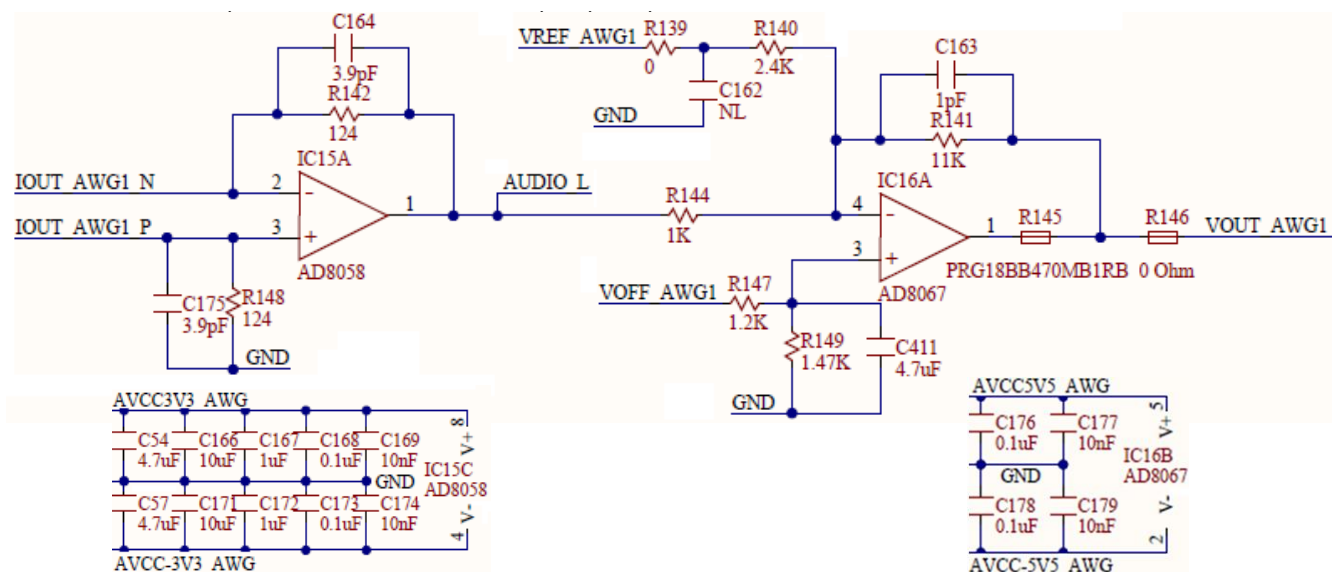 C164
3.9pF
R142
124
IC15A
IOUT_AWG1_N
2
-
1
AUDIO_L
IOUT_AWG1_P
3
+
AD8058
C175
3.9pF
R148
124
GND
VREF_AWG1
R139
0
R140
2.4K
C162
NL
GND
C163
1pF
R141
11K
R144
1K
IC16A
4
-
1
R145
R146
VOUT_AWG1
3
+
PRG18BB470MB1RB
0 Ohm
AD8067
VOFF_AWG1
R147
1.2K
R149
1.47K
C411
4.7uF
GND
AVCC3V3_AWG
8
V+
C54
4.7uF
C166
10uF
C167
1uF
C168
0.1uF
C169
10nF
GND
IC15C
AD8058
C57
4.7uF
C171
10uF
C172
1uF
C173
0.1uF
C174
10nF
V-
4
AVCC-3V3_AWG
AVCC5V5_AWG
5
V+
C176
0.1uF
C177
10nF
GND
IC16B
AD8067
C178
0.1uF
C179
10nF
V-
2
AVCC-5V5_AWG